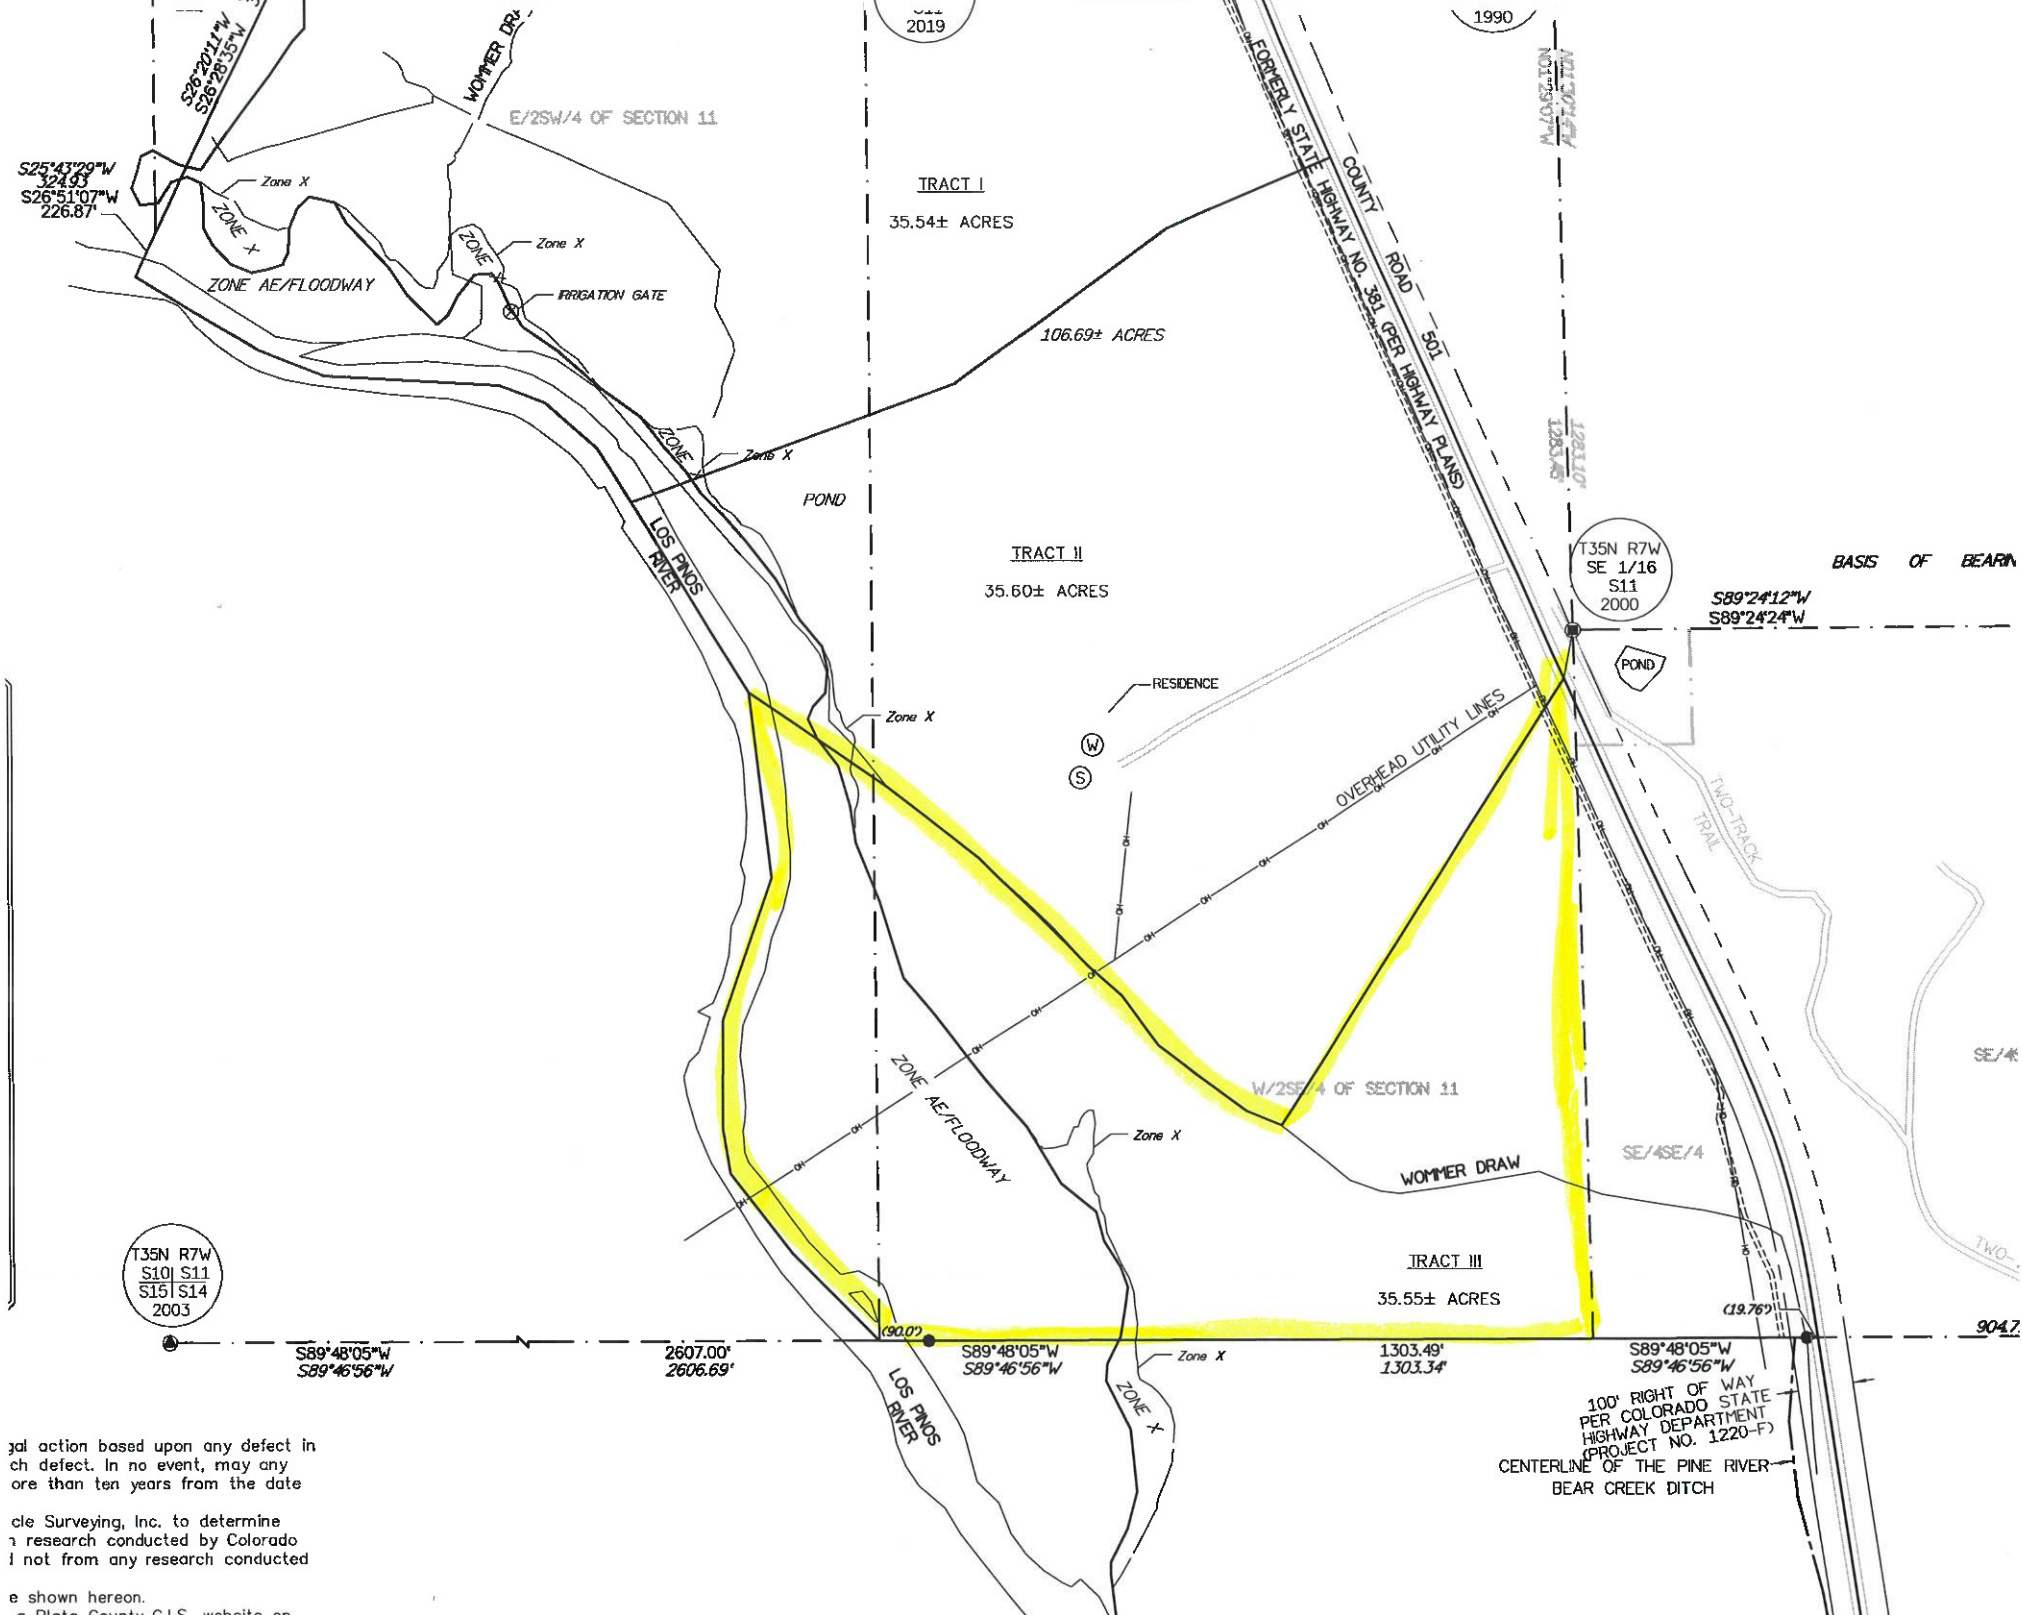 2019
1990
S26°20'11"W
S26°28'35"W
WOMMER
E/2SW/4 OF SECTION 11
N01°29'07"W
S25°43'29"W
324.93
S26°51'07"W
226.87'
Zone X
ZONE X
ZONE AE/FLOODWAY
ZONE X
Zone X
IRRIGATION GATE
TRACT I
35.54± ACRES
106.69± ACRES
FORMERLY STATE HIGHWAY NO. 381 (PER HIGHWAY PLANS)
COUNTY ROAD 501
1283.10'
1283.46'
ZONE
Zone X
POND
LOS PINOS
RIVER
TRACT II
35.60± ACRES
T35N R7W
SE 1/16
S11
2000
BASIS OF
S89°24'12"W
S89°24'24"W
POND
RESIDENCE
W
S
Zone X
OVERHEAD UTILITY LINES
OH
TWO-TRACK
TRAIL
ZONE AE/FLOODWAY
Zone X
W/2SE/4 OF SECTION 11
WOMMER DRAW
SE/4SE/4
TRACT III
35.55± ACRES
T35N R7W
S10 S11
S15 S14
2003
(90.0')
(19.76')
904.7
S89°48'05"W
S89°46'56"W
2607.00'
2606.69'
S89°48'05"W
S89°46'56"W
Zone X
1303.49'
1303.34'
S89°48'05"W
S89°46'56"W
LOS PINOS
RIVER
ZONE X
100' RIGHT OF WAY
PER COLORADO STATE
HIGHWAY DEPARTMENT
(PROJECT NO. 1220-F)
CENTERLINE OF THE PINE RIVER
BEAR CREEK DITCH
TWO-
action based upon any defect in
defect. In no event, may any
than ten years from the date
Surveying, Inc. to determine
research conducted by Colorado
not from any research conducted
shown hereon.